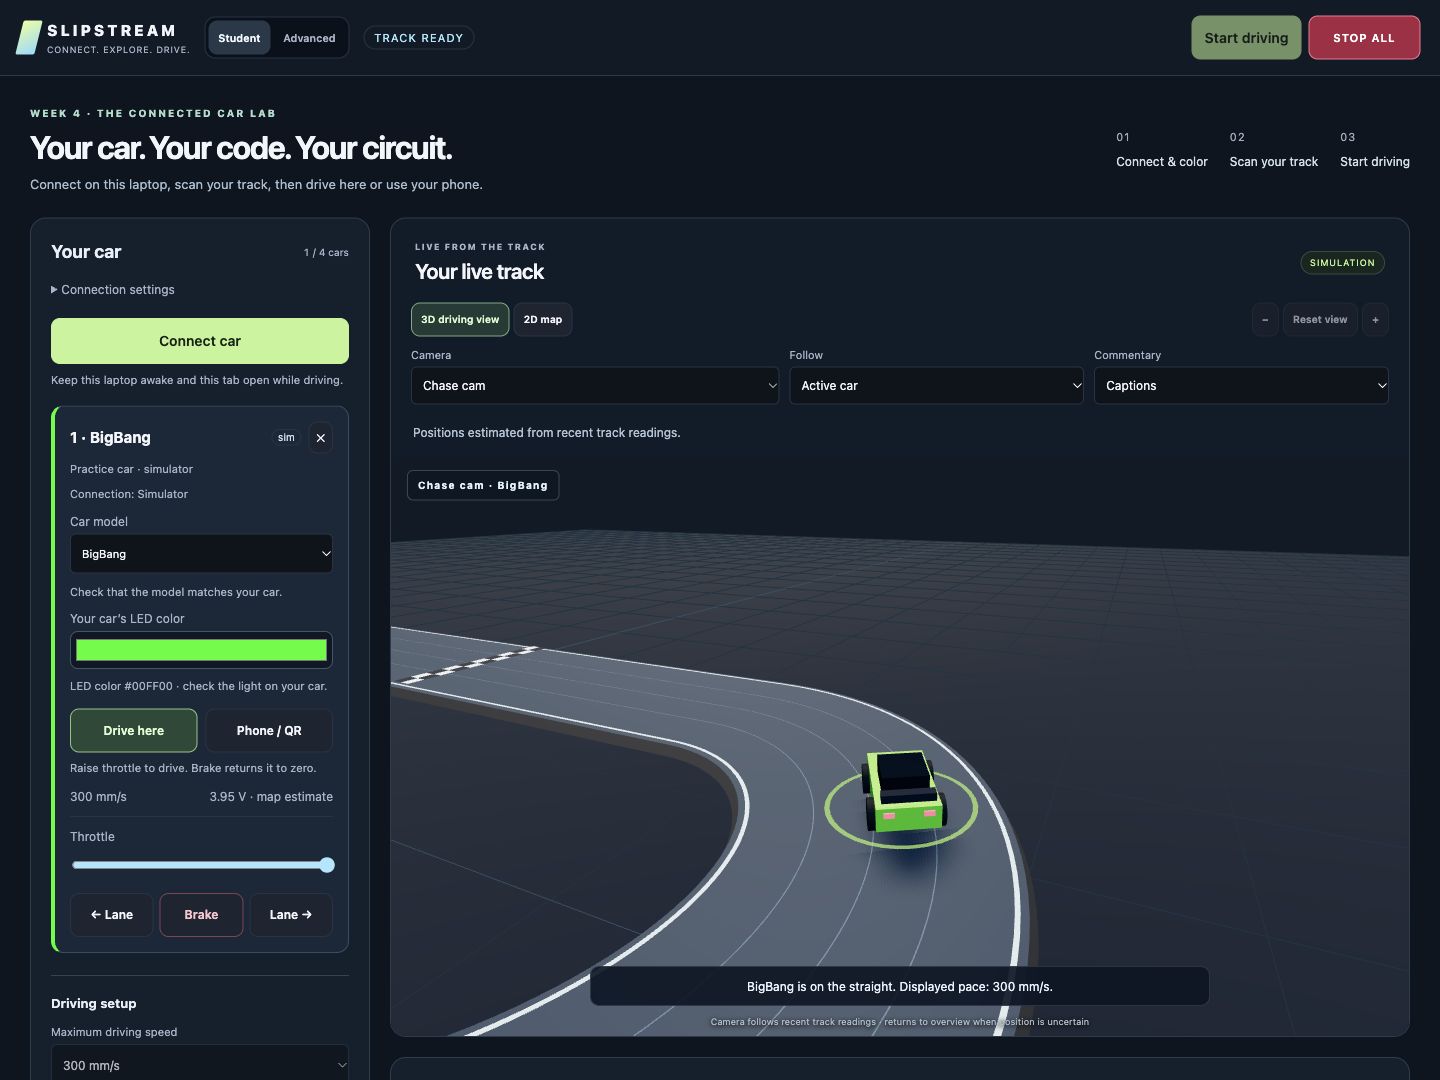 SLIPSTREAM
CONNECT. EXPLORE. DRIVE.
Student
Advanced
TRACK READY
Start driving
STOP ALL
WEEK 4 · THE CONNECTED CAR LAB
Your car. Your code. Your circuit.
Connect on this laptop, scan your track, then drive here or use your phone.
01
Connect & color
02
Scan your track
03
Start driving
Your car
1 / 4 cars
Connection settings
Connect car
Keep this laptop awake and this tab open while driving.
1 · BigBang
sim
×
Practice car · simulator
Connection: Simulator
Car model
BigBang
Check that the model matches your car.
Your car's LED color
LED color #00FF00 · check the light on your car.
Drive here
Phone / QR
Raise throttle to drive. Brake returns it to zero.
300 mm/s
3.95 V · map estimate
Throttle
← Lane
Brake
Lane →
Driving setup
Maximum driving speed
300 mm/s
LIVE FROM THE TRACK
Your live track
SIMULATION
3D driving view
2D map
−
Reset view
+
Camera
Chase cam
Follow
Active car
Commentary
Captions
Positions estimated from recent track readings.
Chase cam · BigBang
BigBang is on the straight. Displayed pace: 300 mm/s.
Camera follows recent track readings · returns to overview when position is uncertain